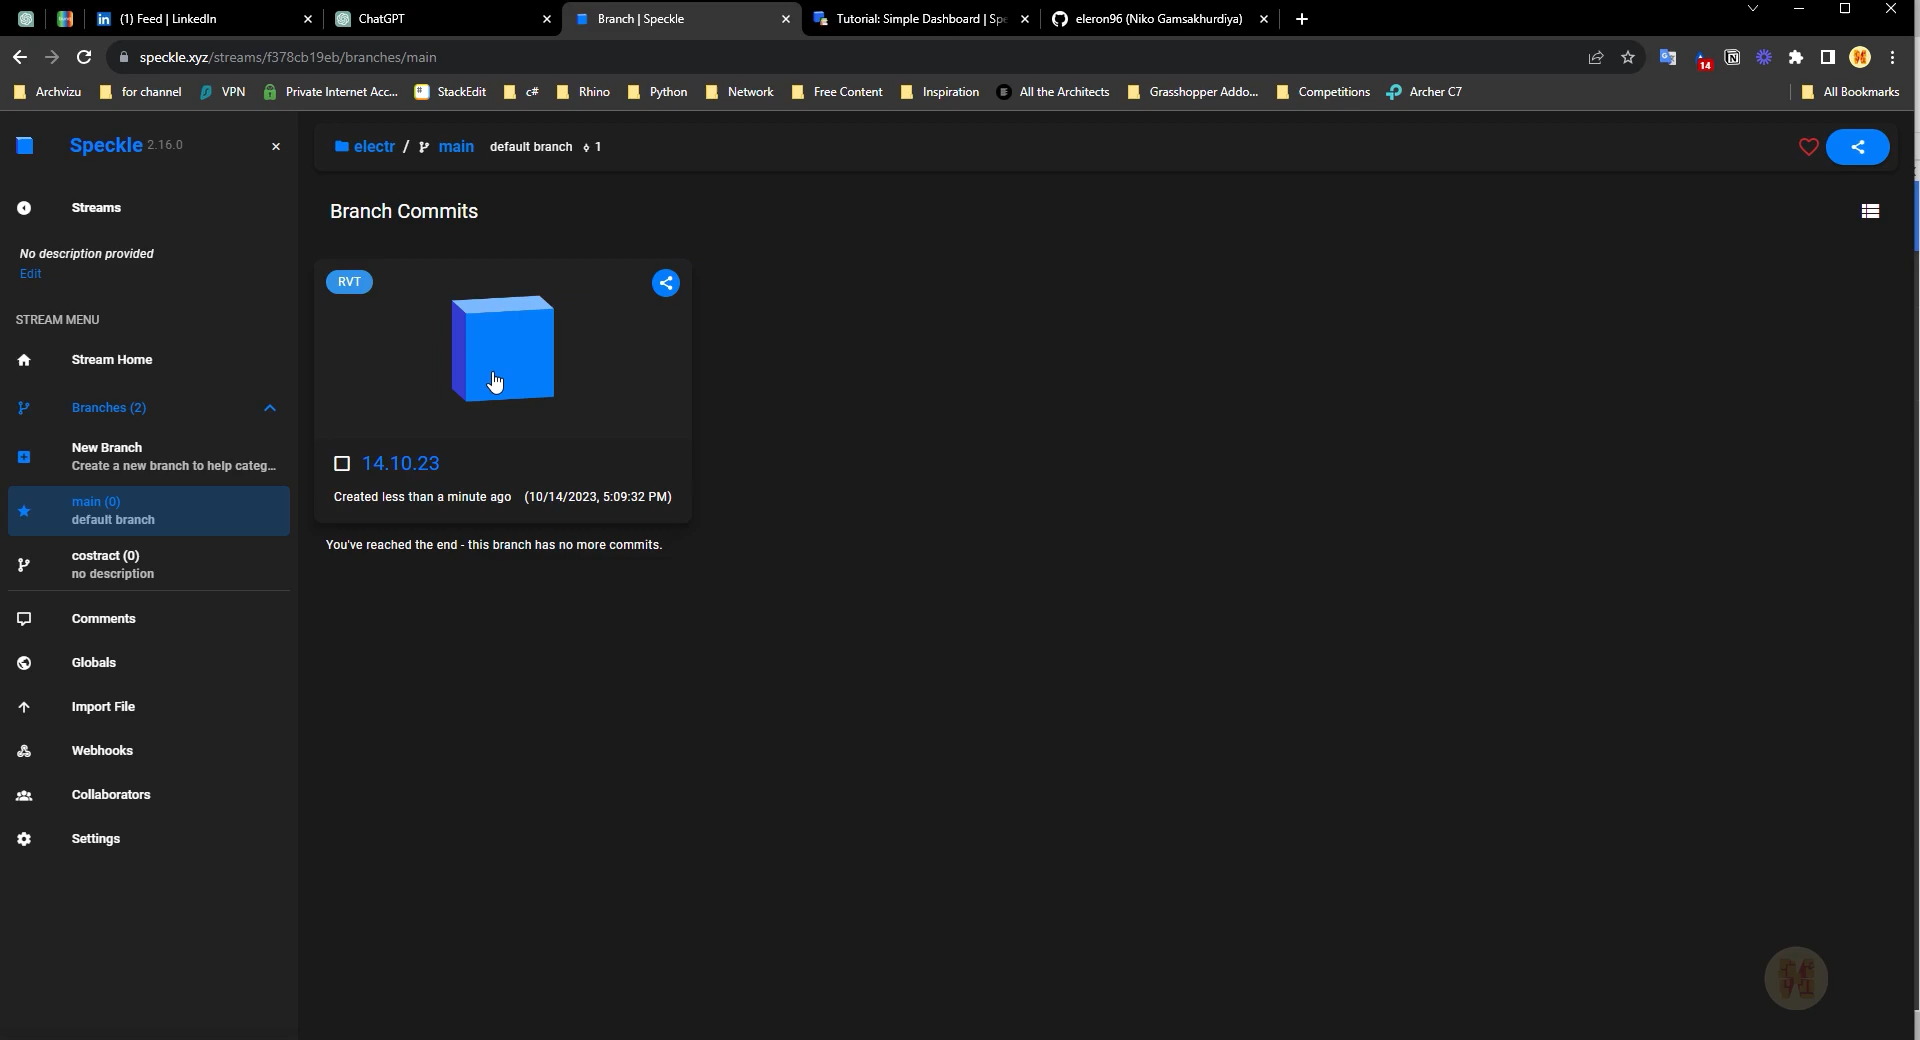 (1) Feed | LinkedIn
ChatGPT
Branch | Speckle
Tutorial: Simple Dashboard | Spe
eleron96 (Niko Gamsakhurdiya)
speckle.xyz/streams/f378cb19eb/branches/main
14
Archvizu
for channel
VPN
Private Internet Acc...
StackEdit
c#
Rhino
Python
Network
Free Content
Inspiration
All the Architects
Grasshopper Addo...
Competitions
Archer C7
All Bookmarks
Speckle 2.16.0
electr / main default branch 1
Streams
Branch Commits
No description provided
Edit
RVT
STREAM MENU
Stream Home
Branches (2)
New Branch
Create a new branch to help categ...
14.10.23
main (0)
default branch
Created less than a minute ago (10/14/2023, 5:09:32 PM)
You've reached the end - this branch has no more commits.
costract (0)
no description
Comments
Globals
Import File
Webhooks
Collaborators
Settings